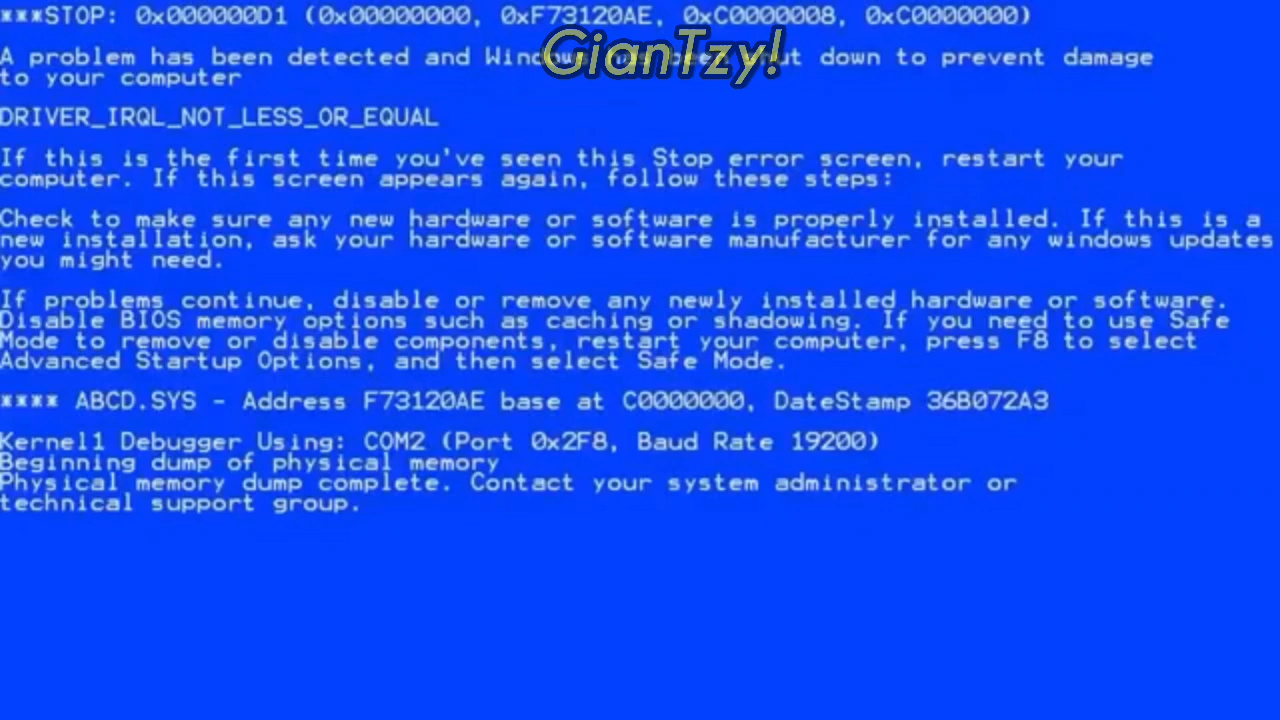 ***STOP: 0x000000D1 (0x00000000, 0xF73120AE, 0xC0000008, 0xC0000000)
GianTzy!
A problem has been detected and Windows has been shut down to prevent damage
to your computer
DRIVER_IRQL_NOT_LESS_OR_EQUAL
If this is the first time you've seen this Stop error screen, restart your
computer. If this screen appears again, follow these steps:
Check to make sure any new hardware or software is properly installed. If this is a
new installation, ask your hardware or software manufacturer for any windows updates
you might need.
If problems continue, disable or remove any newly installed hardware or software.
Disable BIOS memory options such as caching or shadowing. If you need to use Safe
Mode to remove or disable components, restart your computer, press F8 to select
Advanced Startup Options, and then select Safe Mode.
**** ABCD.SYS - Address F73120AE base at C0000000, DateStamp 36B072A3
Kernel1 Debugger Using: COM2 (Port 0x2F8, Baud Rate 19200)
Beginning dump of physical memory
Physical memory dump complete. Contact your system administrator or
technical support group.